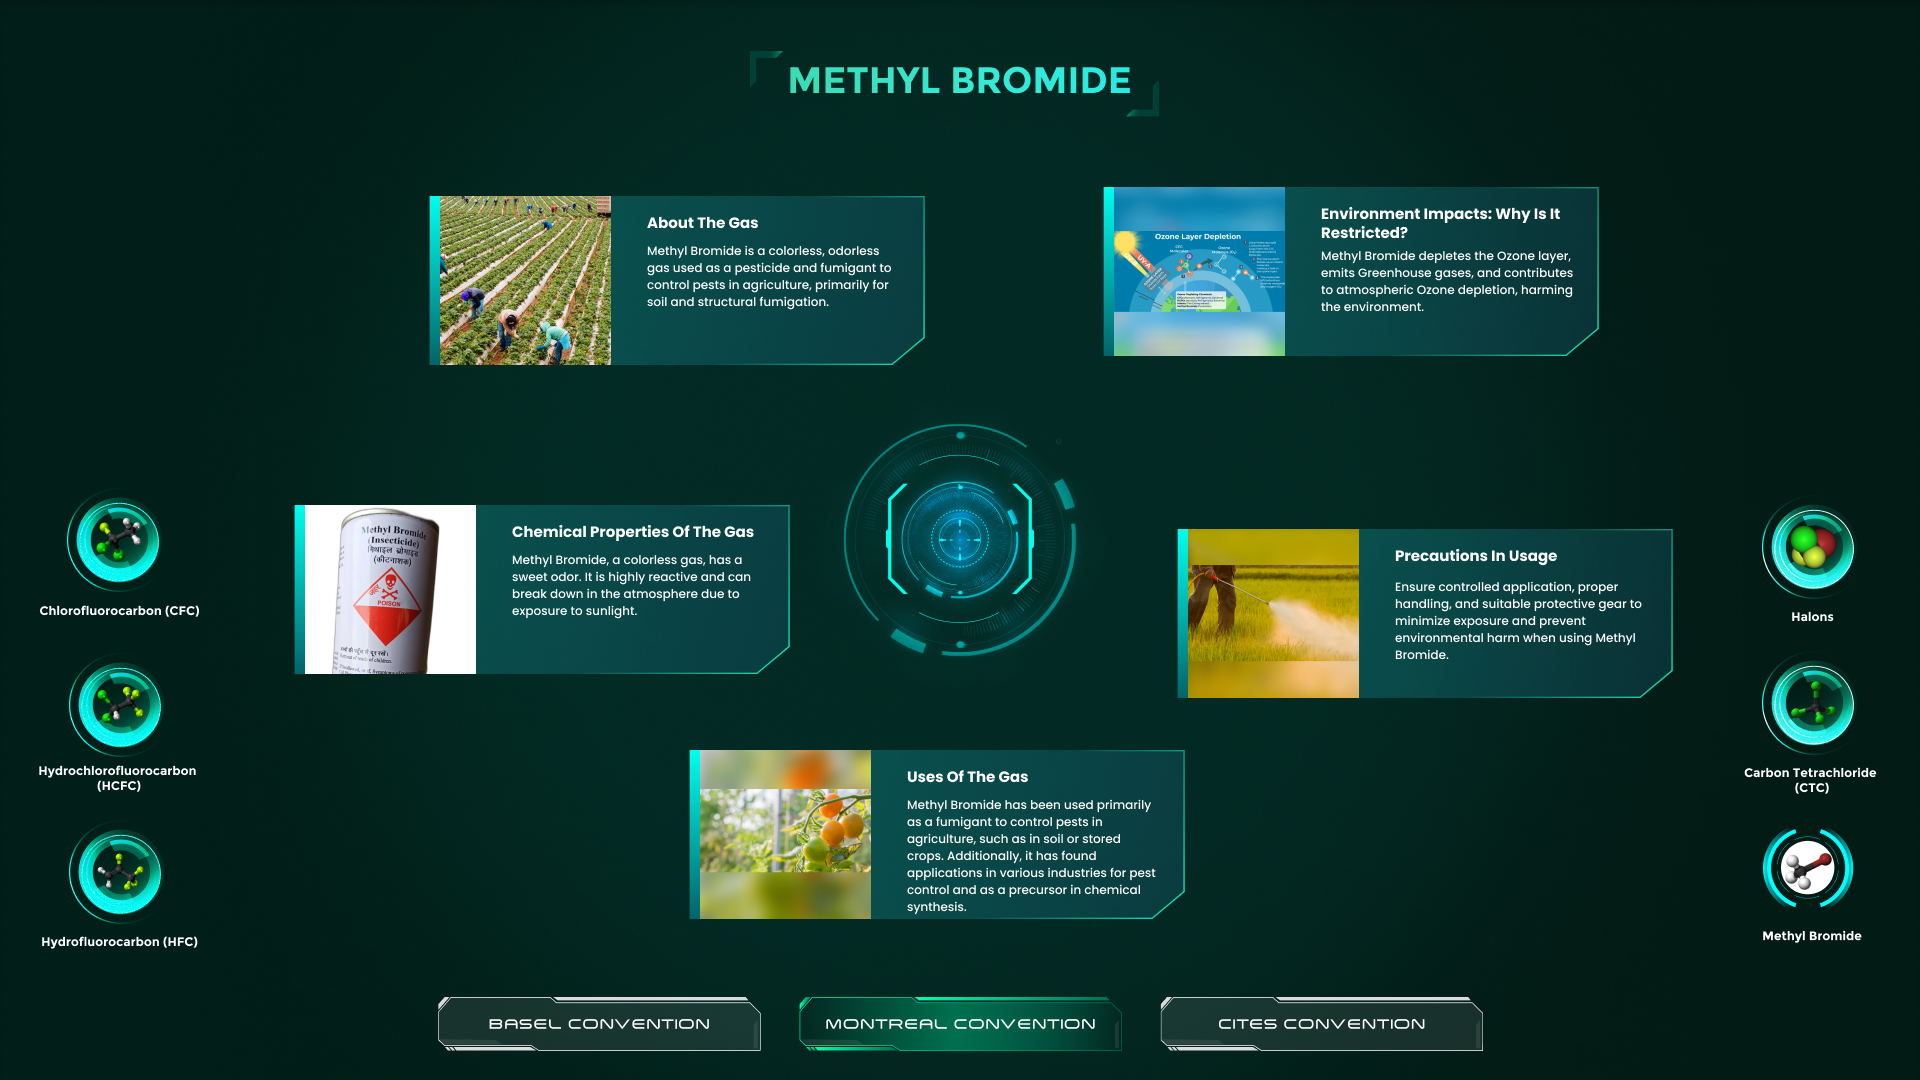 METHYL BROMIDE
About The Gas
Methyl Bromide is a colorless, odorless
gas used as a pesticide and fumigant to
control pests in agriculture, primarily for
soil and structural fumigation.
Environment Impacts: Why Is It
Restricted?
Methyl Bromide depletes the Ozone layer,
emits Greenhouse gases, and contributes
to atmospheric Ozone depletion, harming
the environment.
Ozone Layer Depletion
UV-A
Chemical Properties Of The Gas
Methyl Bromide, a colorless gas, has a
sweet odor. It is highly reactive and can
break down in the atmosphere due to
exposure to sunlight.
Methyl Bromide
(Insecticide)
मिथाइल ब्रोमाइड
(कीटनाशक)
POISON
Precautions In Usage
Ensure controlled application, proper
handling, and suitable protective gear to
minimize exposure and prevent
environmental harm when using Methyl
Bromide.
Uses Of The Gas
Methyl Bromide has been used primarily
as a fumigant to control pests in
agriculture, such as in soil or stored
crops. Additionally, it has found
applications in various industries for pest
control and as a precursor in chemical
synthesis.
Chlorofluorocarbon (CFC)
Hydrochlorofluorocarbon
(HCFC)
Hydrofluorocarbon (HFC)
Halons
Carbon Tetrachloride
(CTC)
Methyl Bromide
BASEL CONVENTION
MONTREAL CONVENTION
CITES CONVENTION